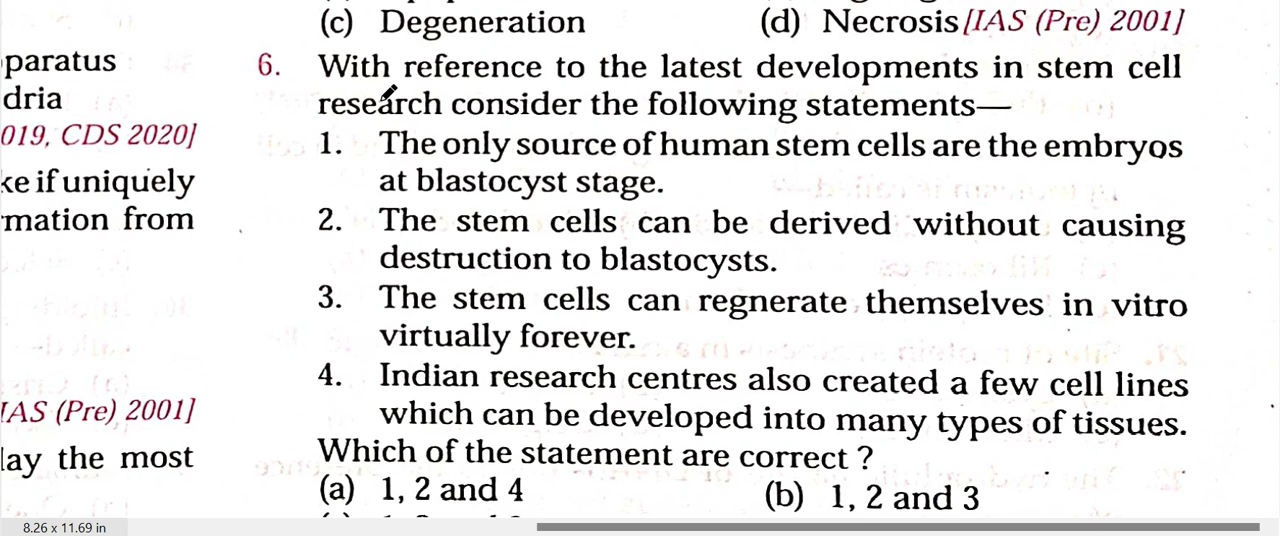 (c) Degeneration (d) Necrosis [IAS (Pre) 2001]
paratus
dria
019, CDS 2020]
ke if uniquely
rmation from
IAS (Pre) 2001]
lay the most
6. With reference to the latest developments in stem cell
research consider the following statements—
1. The only source of human stem cells are the embryos
at blastocyst stage.
2. The stem cells can be derived without causing
destruction to blastocysts.
3. The stem cells can regnerate themselves in vitro
virtually forever.
4. Indian research centres also created a few cell lines
which can be developed into many types of tissues.
Which of the statement are correct ?
(a) 1, 2 and 4 (b) 1, 2 and 3
8.26 x 11.69 in